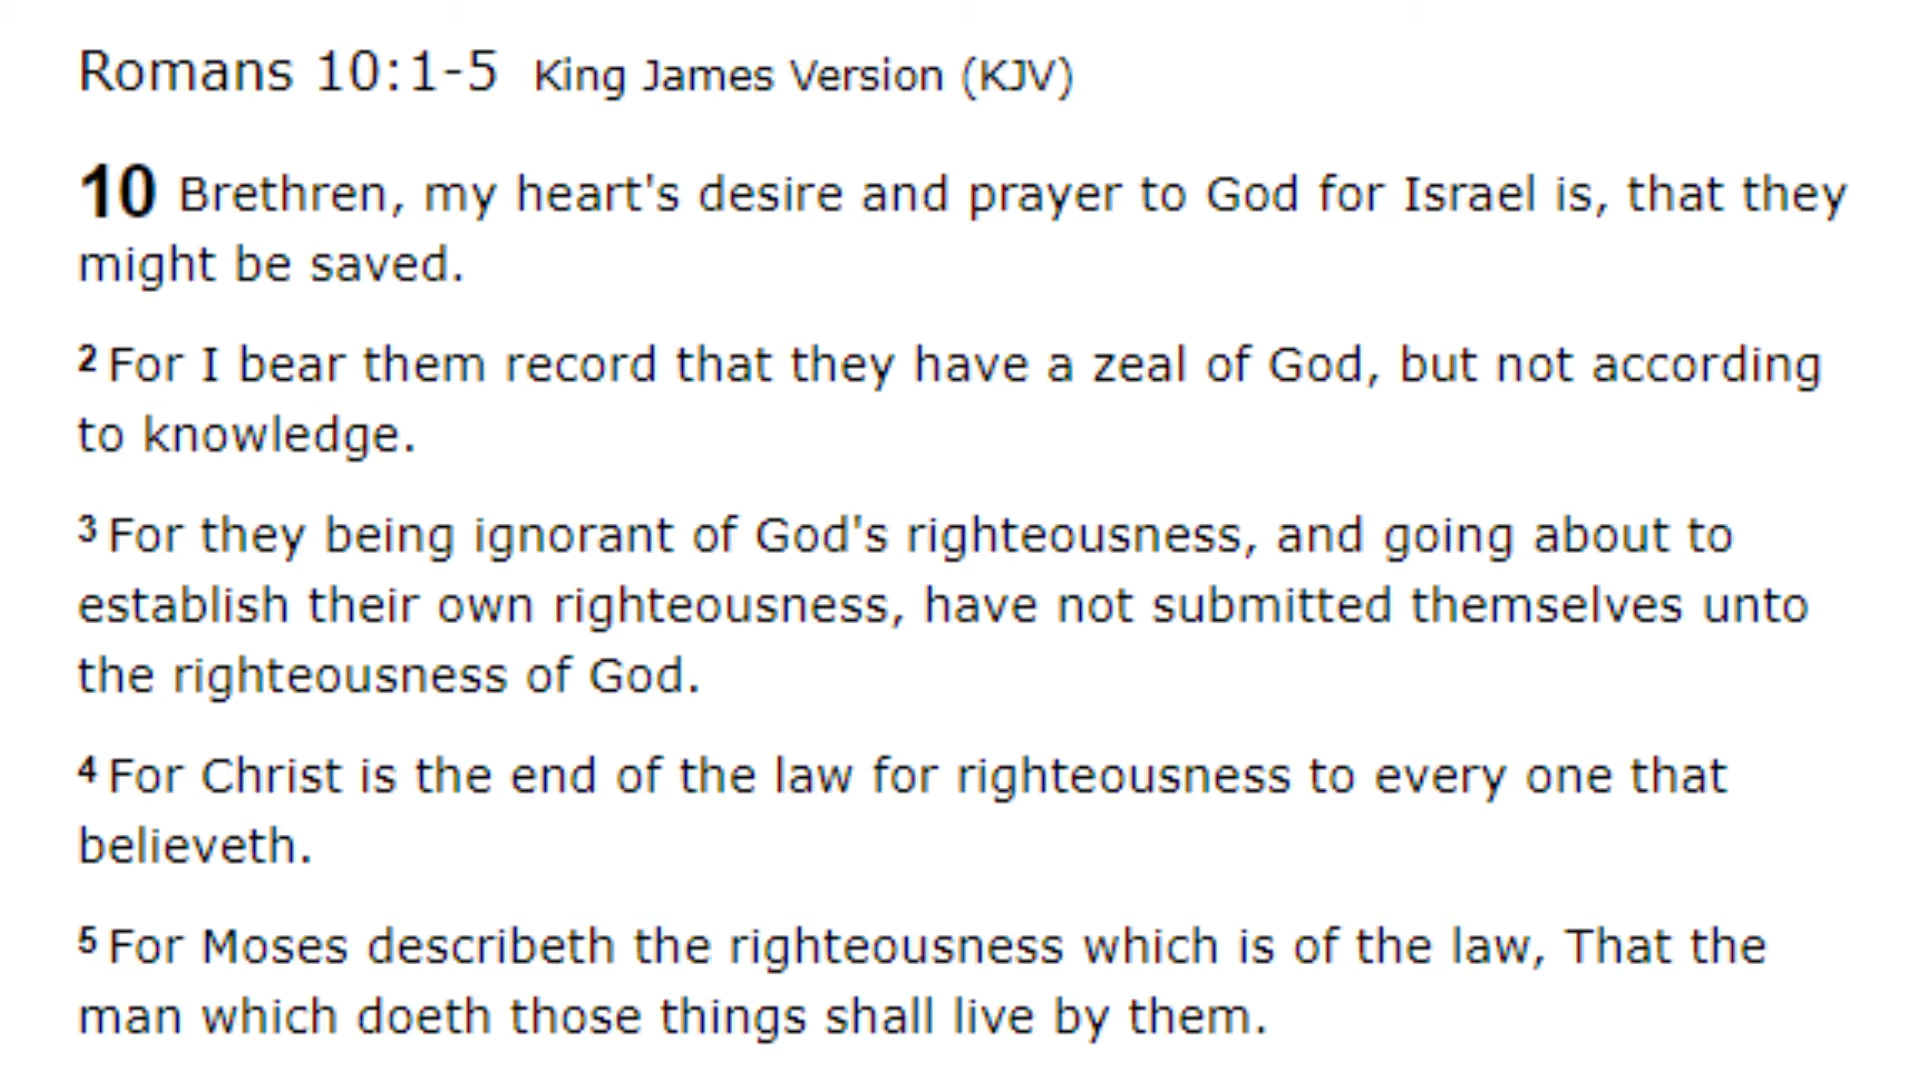 Romans 10:1-5 King James Version (KJV)
10 Brethren, my heart's desire and prayer to God for Israel is, that they
might be saved.
2 For I bear them record that they have a zeal of God, but not according
to knowledge.
3 For they being ignorant of God's righteousness, and going about to
establish their own righteousness, have not submitted themselves unto
the righteousness of God.
4 For Christ is the end of the law for righteousness to every one that
believeth.
5 For Moses describeth the righteousness which is of the law, That the
man which doeth those things shall live by them.